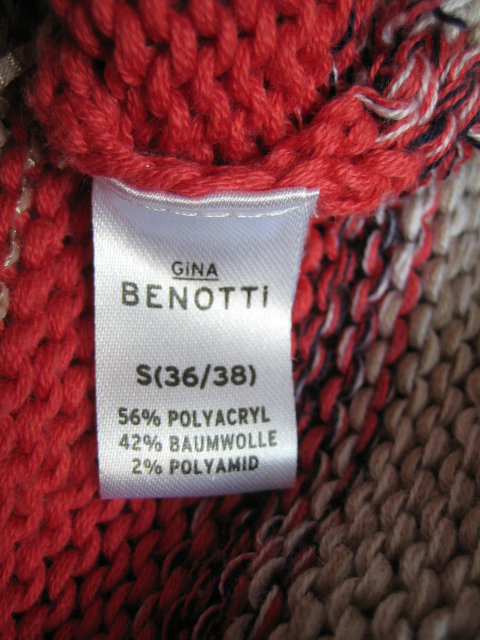 GiNA
BENOTTi
S(36/38)
56% POLYACRYL
42% BAUMWOLLE
2% POLYAMID